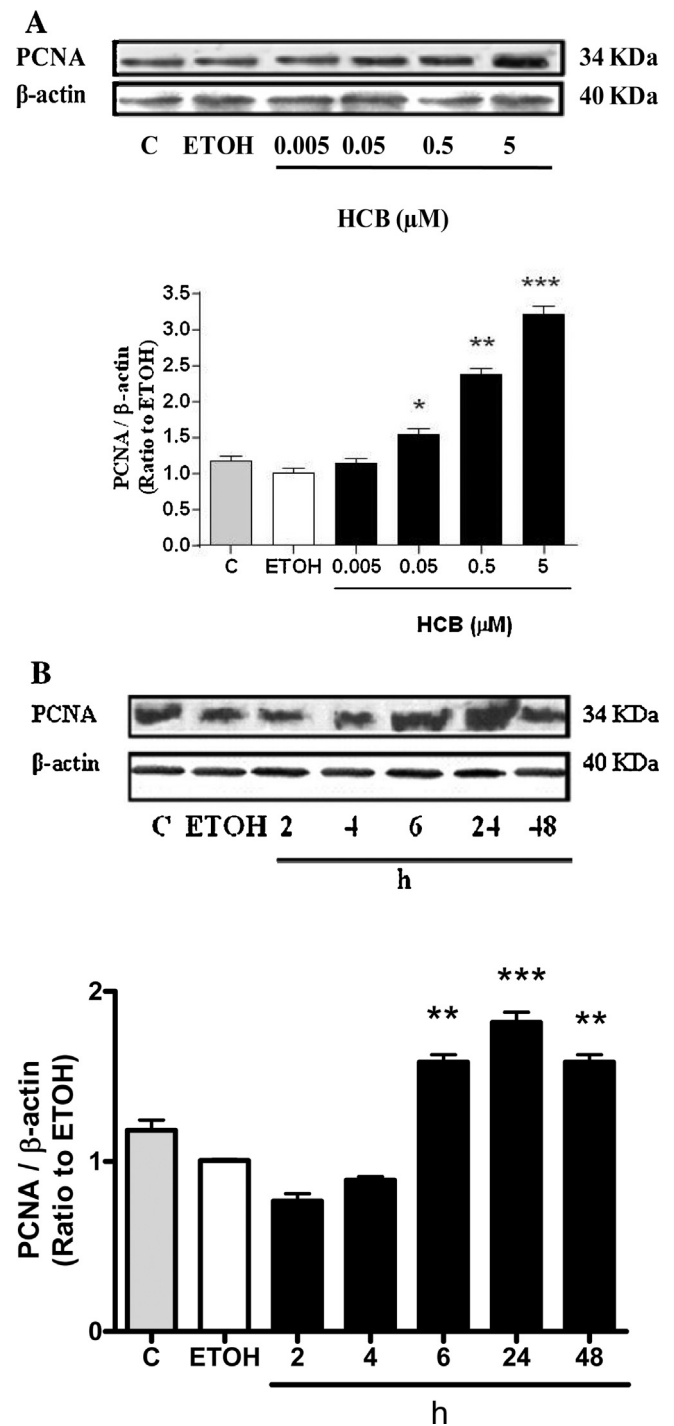 A
PCNA 34 KDa
β-actin 40 KDa
C ETOH 0.005 0.05 0.5 5
HCB (μM)
PCNA / β-actin
(Ratio to ETOH)
3.5
3.0
2.5
2.0
1.5
1.0
0.5
0.0
* ** ***
C ETOH 0.005 0.05 0.5 5
HCB (μM)
B
PCNA 34 KDa
β-actin 40 KDa
C ETOH 2 4 6 24 48
h
PCNA / β-actin
(Ratio to ETOH)
2
1
0
** *** **
C ETOH 2 4 6 24 48
h